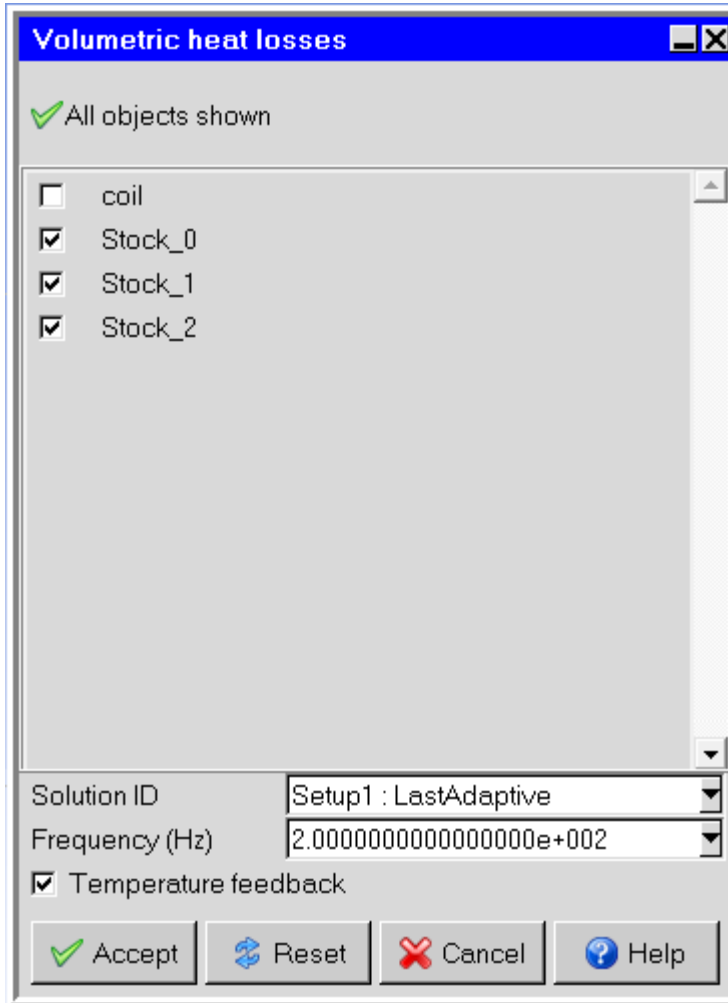 Volumetric heat losses
All objects shown
coil
Stock_0
Stock_1
Stock_2
Solution ID Setup1 : LastAdaptive
Frequency (Hz) 2.0000000000000000e+002
Temperature feedback
Accept Reset Cancel Help